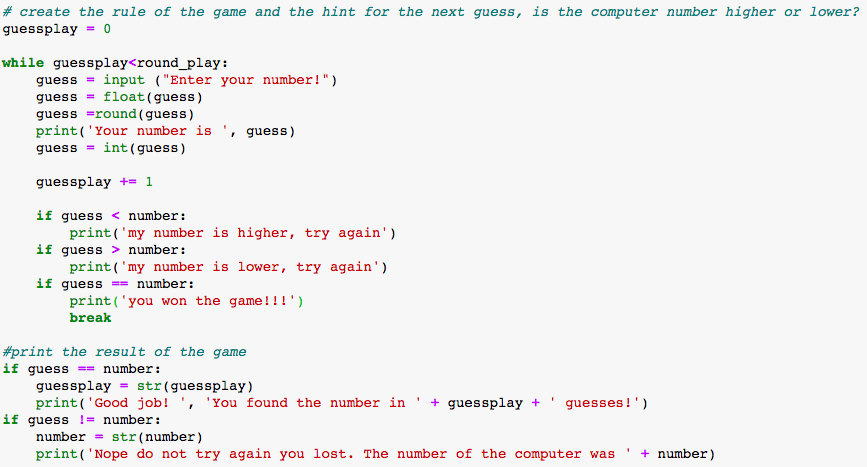 # create the rule of the game and the hint for the next guess, is the computer number higher or lower?
guessplay = 0

while guessplay<round_play:
    guess = input ("Enter your number!")
    guess = float(guess)
    guess =round(guess)
    print('Your number is ', guess)
    guess = int(guess)

    guessplay += 1

    if guess < number:
        print('my number is higher, try again')
    if guess > number:
        print('my number is lower, try again')
    if guess == number:
        print('you won the game!!!')
        break

#print the result of the game
if guess == number:
    guessplay = str(guessplay)
    print('Good job! ', 'You found the number in ' + guessplay + ' guesses!')
if guess != number:
    number = str(number)
    print('Nope do not try again you lost. The number of the computer was ' + number)